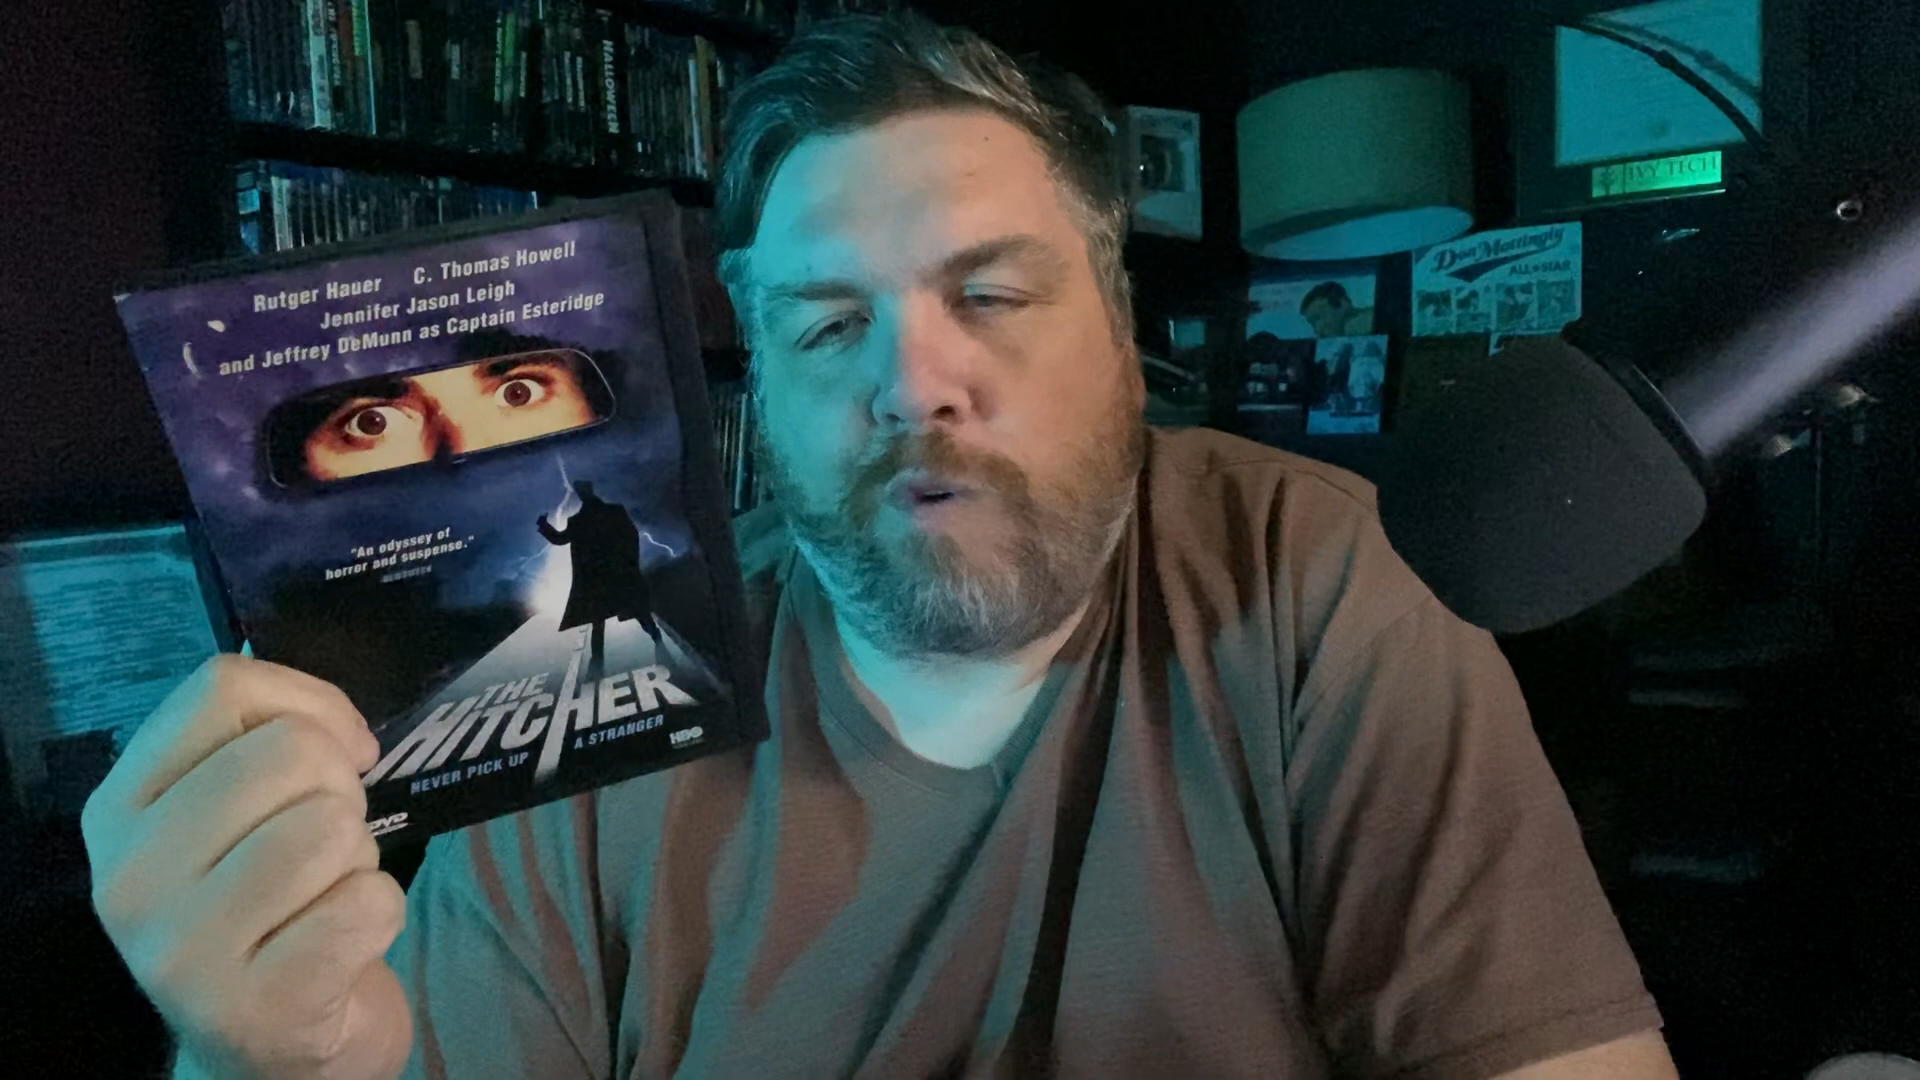 HALLOWEEN
IVY TECH
Don Mattingly
ALL★STAR
Rutger Hauer C. Thomas Howell
Jennifer Jason Leigh
and Jeffrey DeMunn as Captain Esteridge
"An odyssey of
horror and suspense."
NEWSWEEK
THE
HITCHER
NEVER PICK UP A STRANGER
HBO
DVD